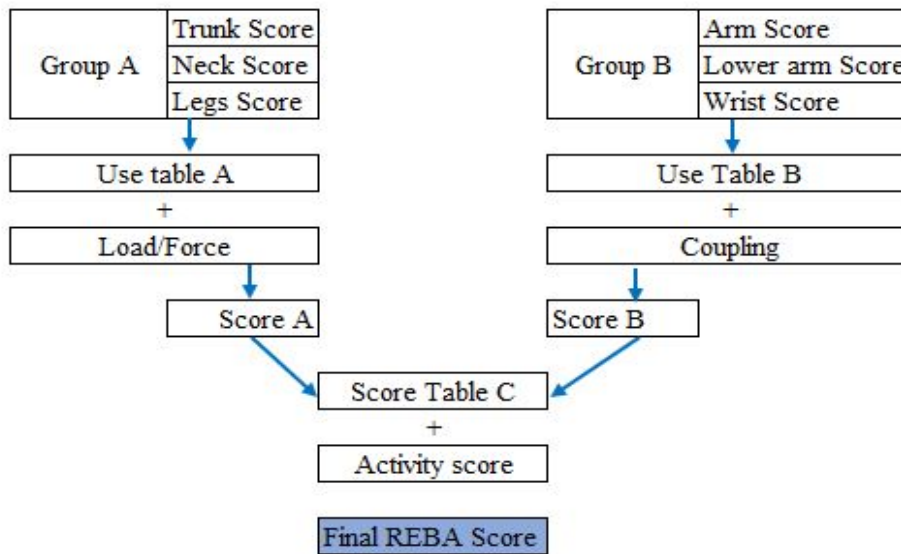 Group A
Trunk Score
Neck Score
Legs Score
Use table A
+
Load/Force
Score A
Group B
Arm Score
Lower arm Score
Wrist Score
Use Table B
+
Coupling
Score B
Score Table C
+
Activity score
Final REBA Score